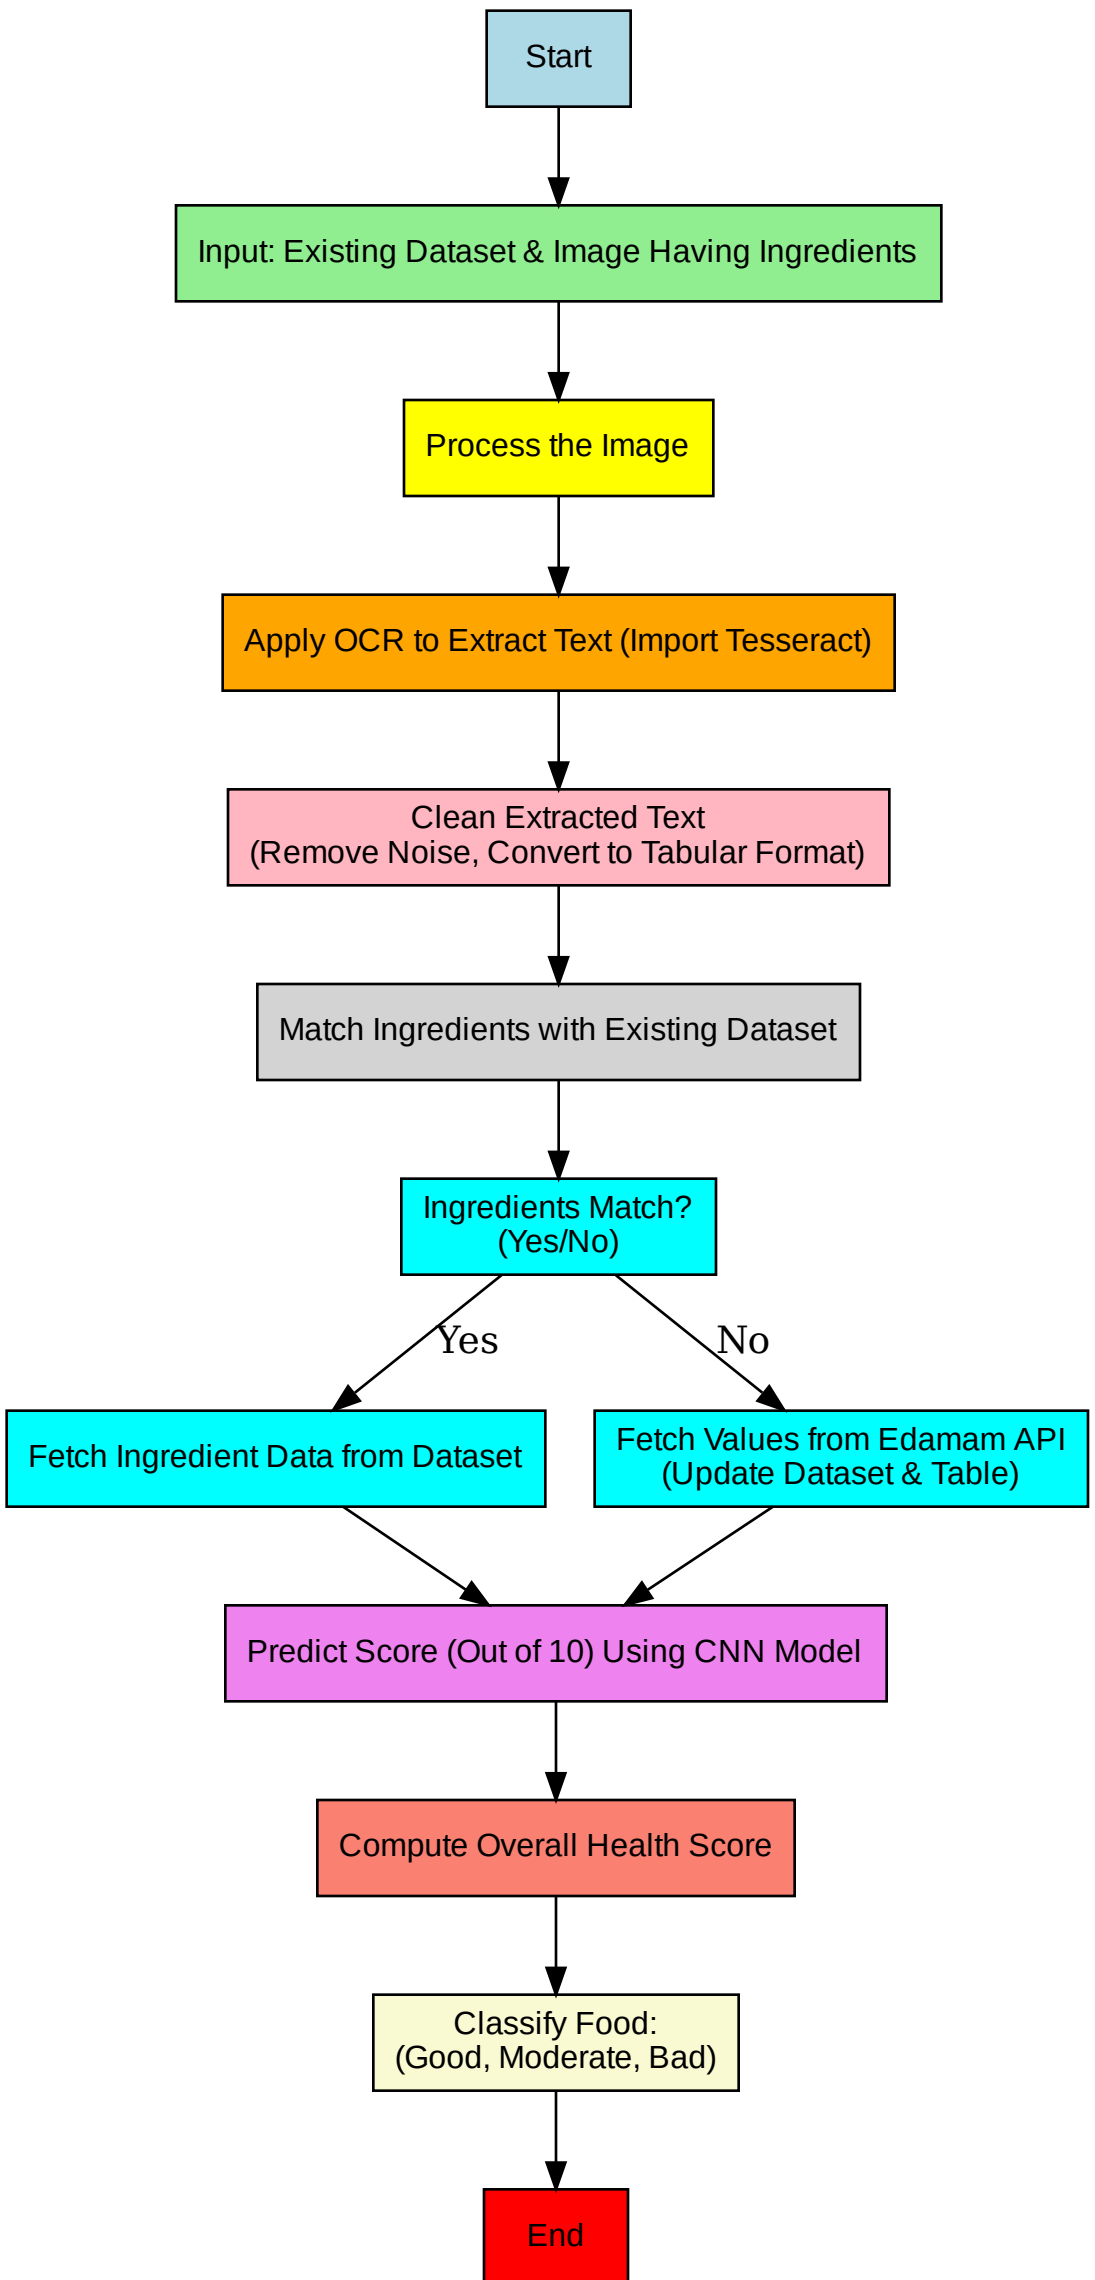 Start
Input: Existing Dataset & Image Having Ingredients
Process the Image
Apply OCR to Extract Text (Import Tesseract)
Clean Extracted Text
(Remove Noise, Convert to Tabular Format)
Match Ingredients with Existing Dataset
Ingredients Match?
(Yes/No)
Yes
No
Fetch Ingredient Data from Dataset
Fetch Values from Edamam API
(Update Dataset & Table)
Predict Score (Out of 10) Using CNN Model
Compute Overall Health Score
Classify Food:
(Good, Moderate, Bad)
End